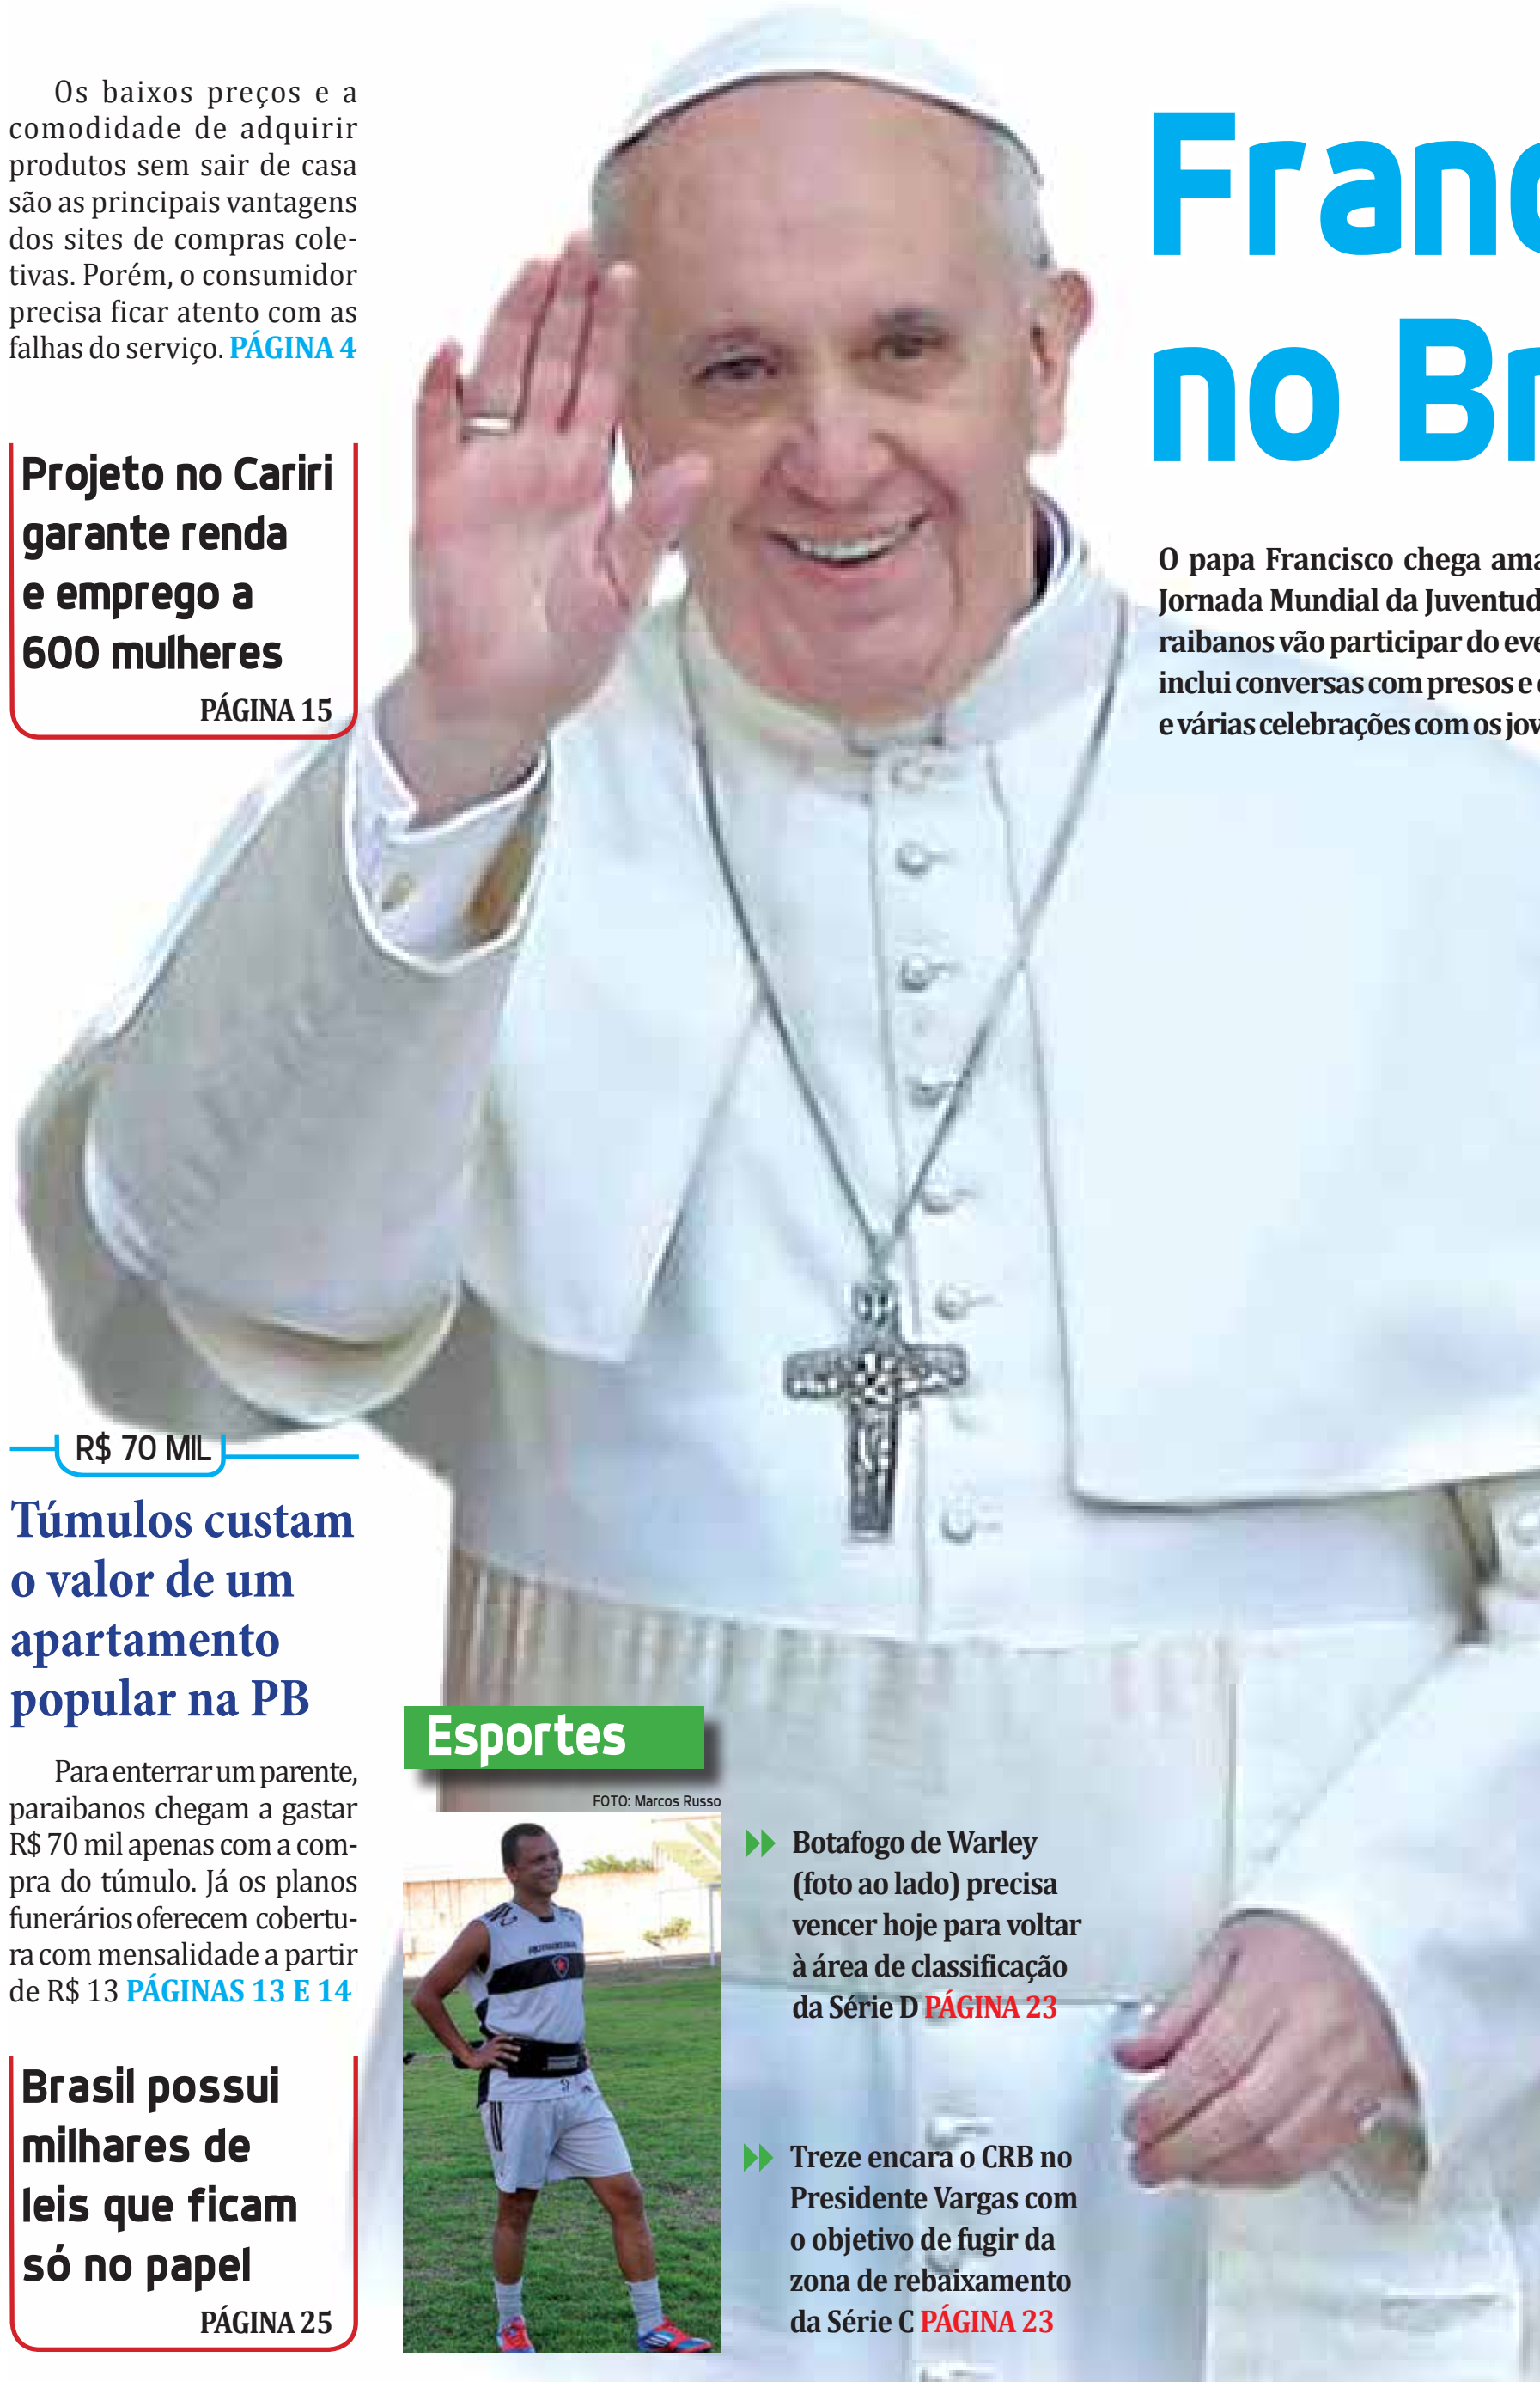 Os baixos preços e a
comodidade de adquirir
produtos sem sair de casa
são as principais vantagens
dos sites de compras cole-
tivas. Porém, o consumidor
precisa ficar atento com as
falhas do serviço. PÁGINA 4
Projeto no Cariri
garante renda
e emprego a
600 mulheres
PÁGINA 15
R$ 70 MIL
Túmulos custam
o valor de um
apartamento
popular na PB
Para enterrar um parente,
paraibanos chegam a gastar
R$ 70 mil apenas com a com-
pra do túmulo. Já os planos
funerários oferecem cobertu-
ra com mensalidade a partir
de R$ 13 PÁGINAS 13 E 14
Brasil possui
milhares de
leis que ficam
só no papel
PÁGINA 25
Franc
no Br
O papa Francisco chega ama
Jornada Mundial da Juventud
raibanos vão participar do eve
inclui conversas com presos e
e várias celebrações com os jov
Esportes
FOTO: Marcos Russo
Botafogo de Warley
(foto ao lado) precisa
vencer hoje para voltar
à área de classificação
da Série D PÁGINA 23
Treze encara o CRB no
Presidente Vargas com
o objetivo de fugir da
zona de rebaixamento
da Série C PÁGINA 23